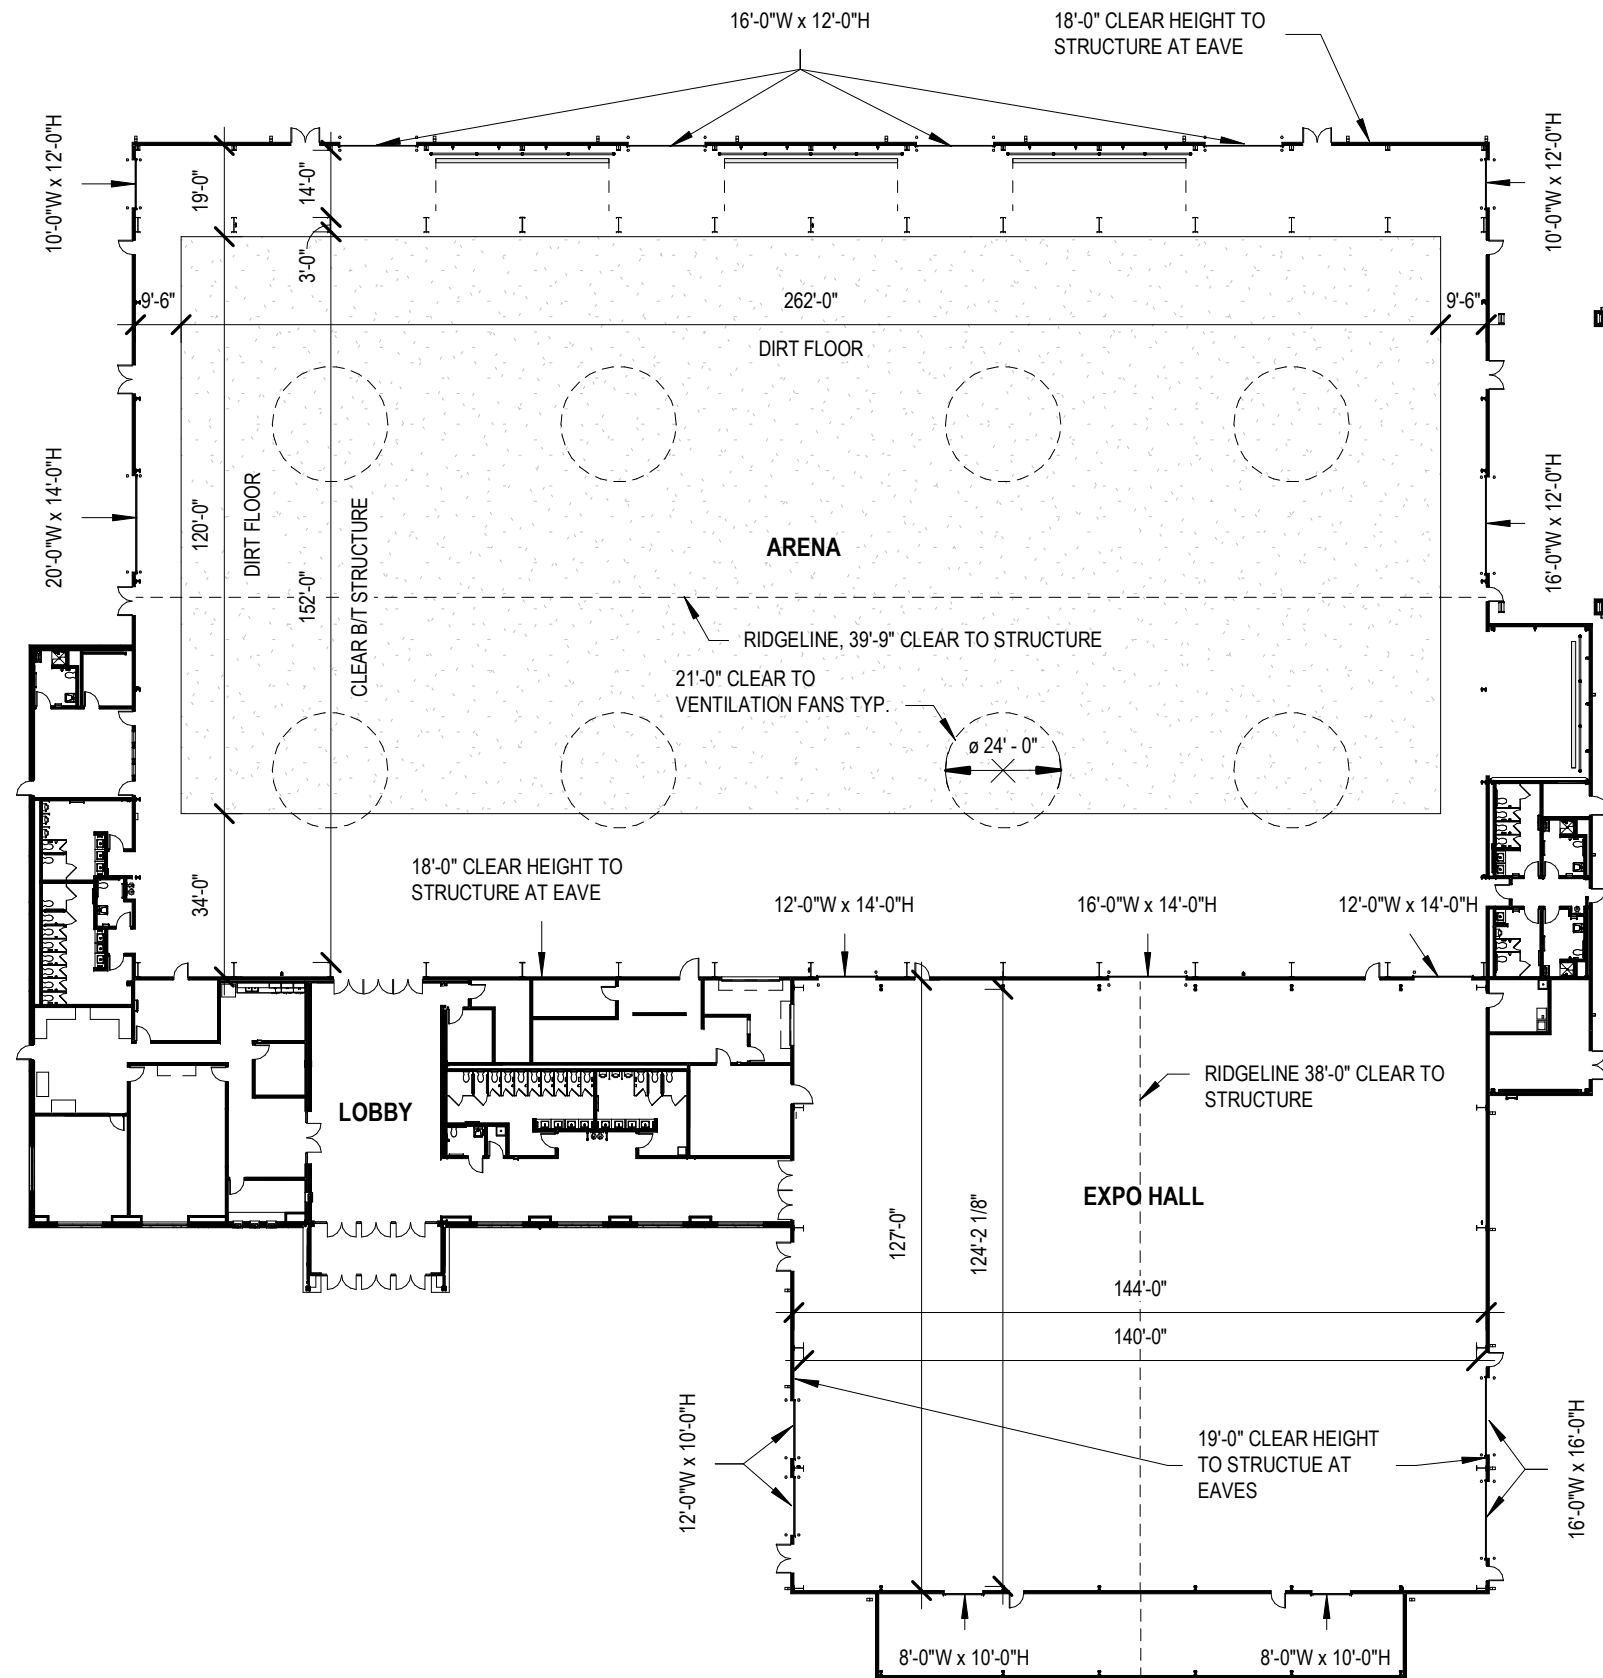 16'-0"W x 12'-0"H
18'-0" CLEAR HEIGHT TO
STRUCTURE AT EAVE
10'-0"W x 12'-0"H
19'-0"
14'-0"
3'-0"
10'-0"W x 12'-0"H
9'-6"
262'-0"
9'-6"
DIRT FLOOR
20'-0"W x 14'-0"H
120'-0"
DIRT FLOOR
152'-0"
CLEAR B/T STRUCTURE
ARENA
16'-0"W x 12'-0"H
RIDGELINE, 39'-9" CLEAR TO STRUCTURE
21'-0" CLEAR TO
VENTILATION FANS TYP.
ø 24' - 0"
34'-0"
18'-0" CLEAR HEIGHT TO
STRUCTURE AT EAVE
12'-0"W x 14'-0"H
16'-0"W x 14'-0"H
12'-0"W x 14'-0"H
LOBBY
RIDGELINE 38'-0" CLEAR TO
STRUCTURE
EXPO HALL
127'-0"
124'-2 1/8"
144'-0"
140'-0"
12'-0"W x 10'-0"H
19'-0" CLEAR HEIGHT
TO STRUCTUE AT
EAVES
16'-0"W x 16'-0"H
8'-0"W x 10'-0"H
8'-0"W x 10'-0"H